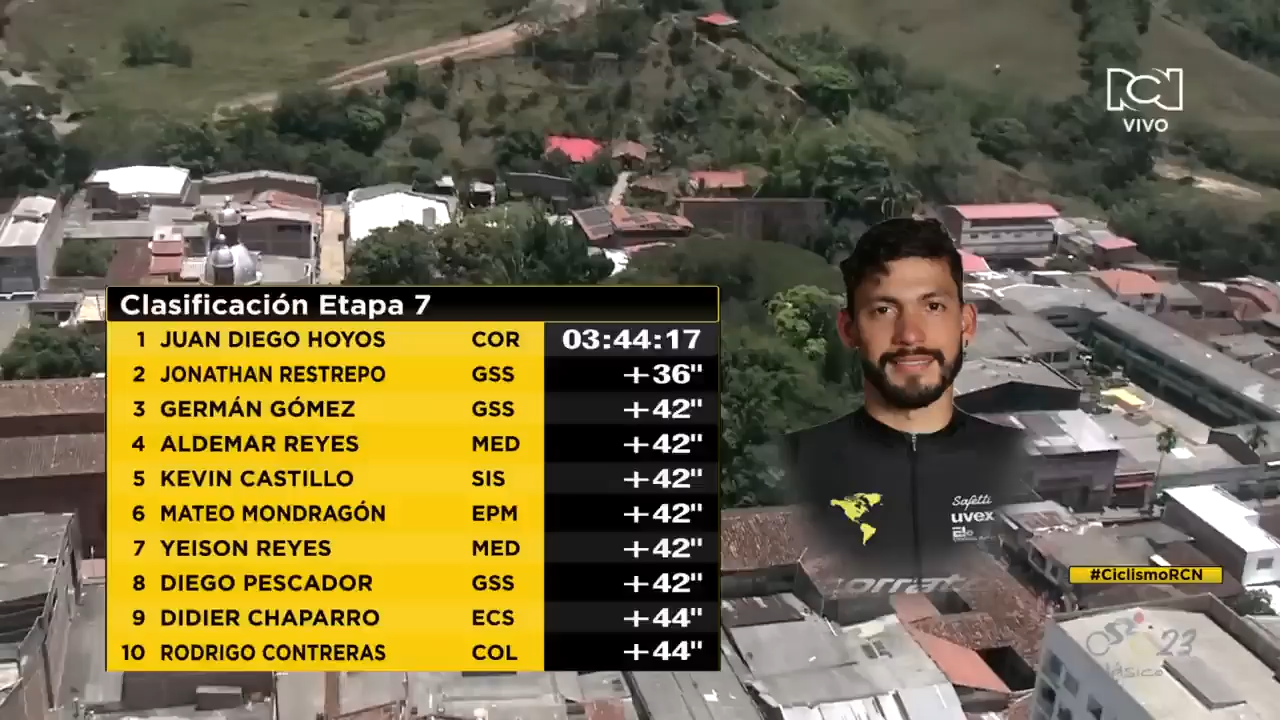 RCN
VIVO
Clasificación Etapa 7
1 JUAN DIEGO HOYOS COR 03:44:17
2 JONATHAN RESTREPO GSS +36"
3 GERMÁN GÓMEZ GSS +42"
4 ALDEMAR REYES MED +42"
5 KEVIN CASTILLO SIS +42"
6 MATEO MONDRAGÓN EPM +42"
7 YEISON REYES MED +42"
8 DIEGO PESCADOR GSS +42"
9 DIDIER CHAPARRO ECS +44"
10 RODRIGO CONTRERAS COL +44"
Safetti
uvex
orrat
#CiclismoRCN
23